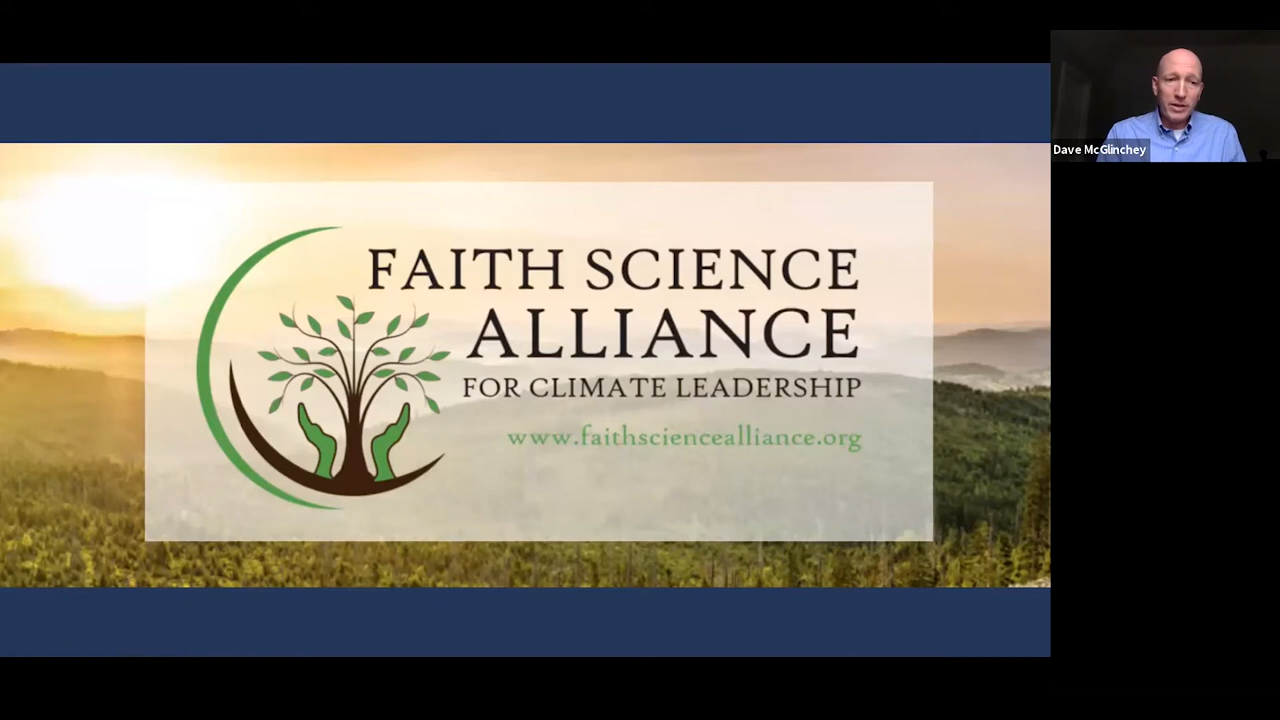 FAITH SCIENCE
ALLIANCE
FOR CLIMATE LEADERSHIP
www.faithsciencealliance.org
Dave McGlinchey